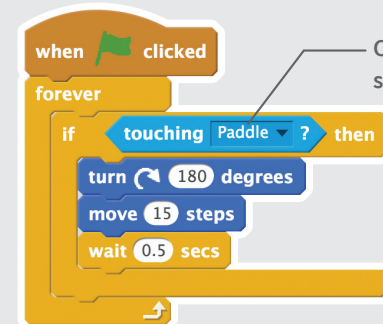 when clicked
forever
if touching Paddle ? then
turn 180 degrees
move 15 steps
wait 0.5 secs